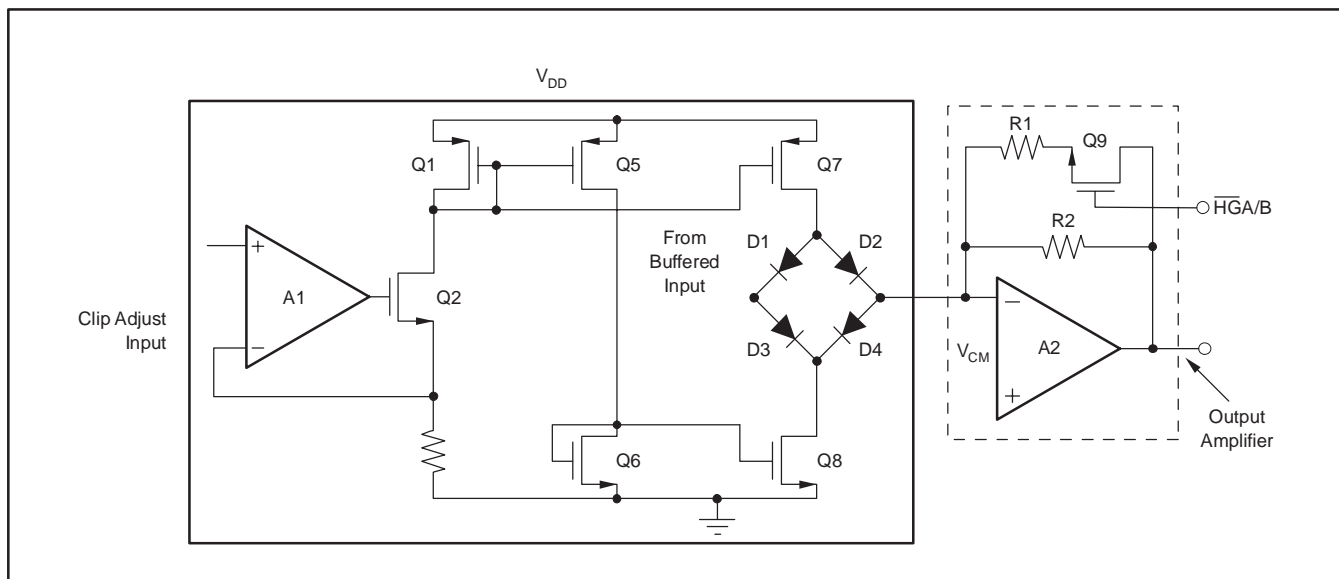 V_DD
Q1
Q5
Q7
R1
Q9
H̅G̅A/B
R2
From
Buffered
Input
D1
D2
+
A1
−
Q2
Clip Adjust
Input
D3
D4
−
V_CM
A2
+
Q6
Q8
Output
Amplifier